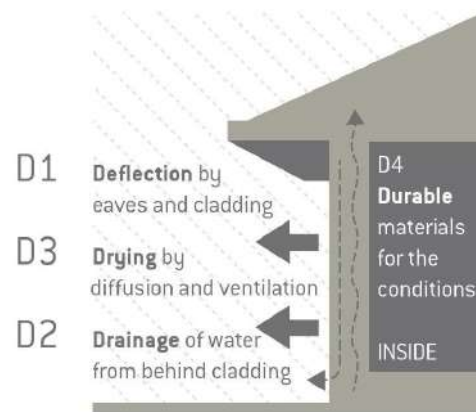 D1
Deflection by
eaves and cladding
D3
Drying by
diffusion and ventilation
D2
Drainage of water
from behind cladding
D4
Durable
materials
for the
conditions
INSIDE